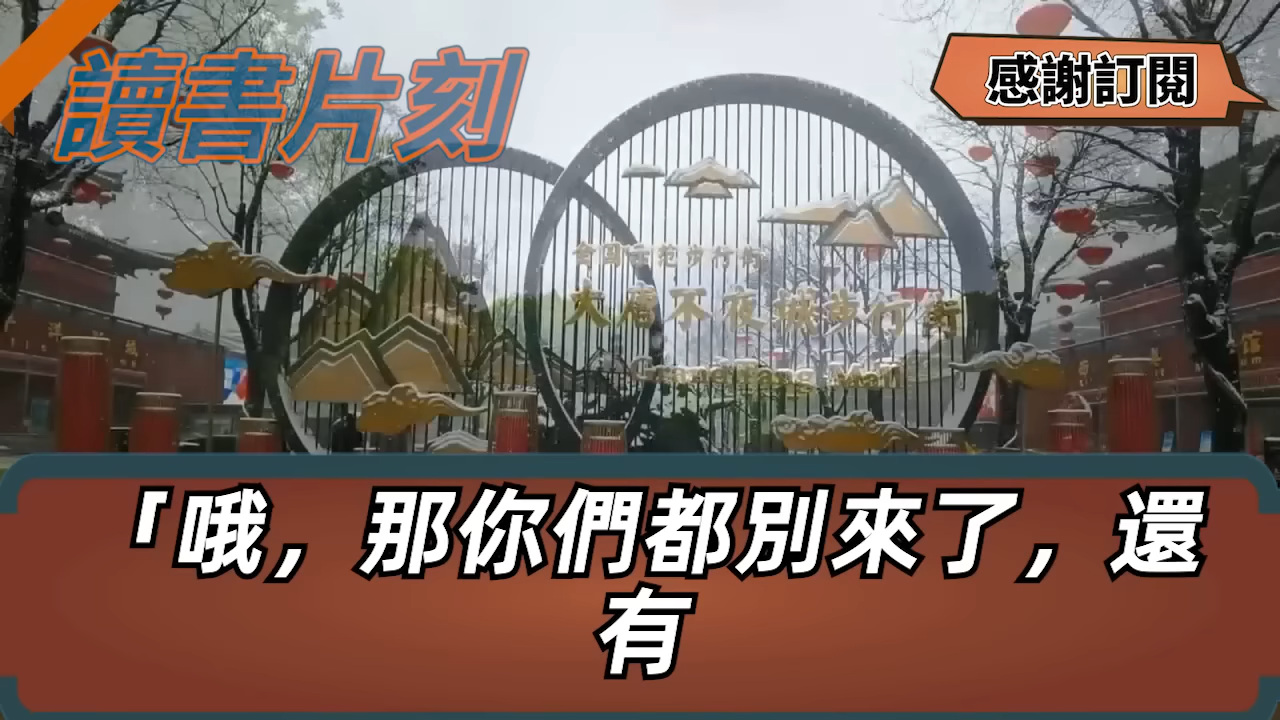 讀書片刻
感謝訂閱
全国示范步行街
大唐不夜城步行街
Grand Tang Mall
「哦，那你們都別來了，還
有